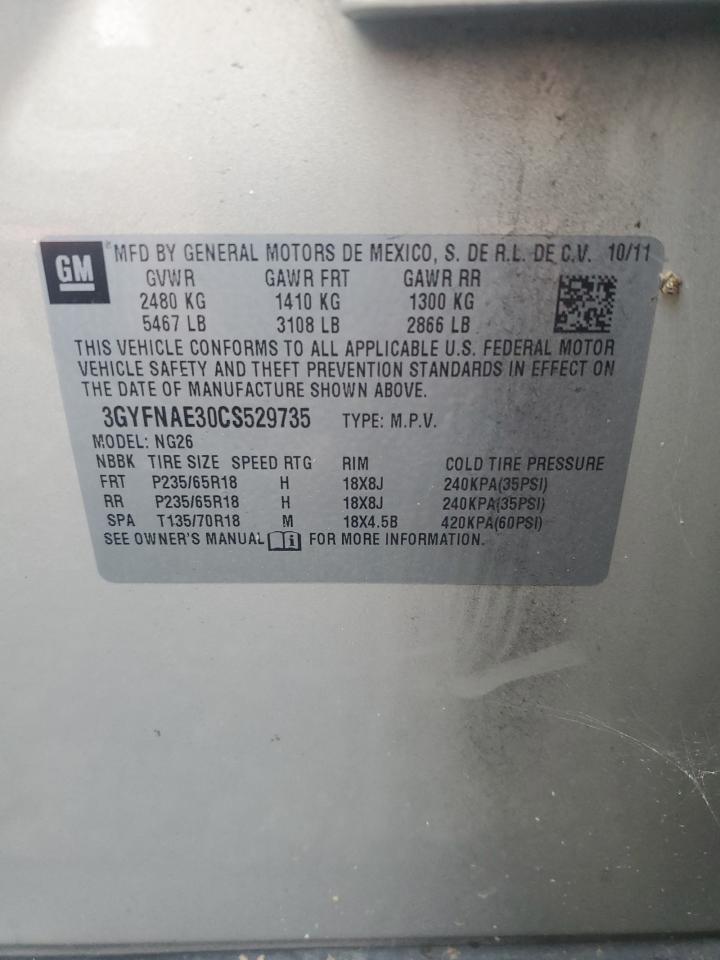 GM
MFD BY GENERAL MOTORS DE MEXICO, S. DE R.L. DE C.V. 10/11
GVWR GAWR FRT GAWR RR
2480 KG 1410 KG 1300 KG
5467 LB 3108 LB 2866 LB
THIS VEHICLE CONFORMS TO ALL APPLICABLE U.S. FEDERAL MOTOR
VEHICLE SAFETY AND THEFT PREVENTION STANDARDS IN EFFECT ON
THE DATE OF MANUFACTURE SHOWN ABOVE.
3GYFNAE30CS529735 TYPE: M.P.V.
MODEL: NG26
NBBK TIRE SIZE SPEED RTG RIM COLD TIRE PRESSURE
FRT P235/65R18 H 18X8J 240KPA(35PSI)
RR P235/65R18 H 18X8J 240KPA(35PSI)
SPA T135/70R18 M 18X4.5B 420KPA(60PSI)
SEE OWNER'S MANUAL i FOR MORE INFORMATION.